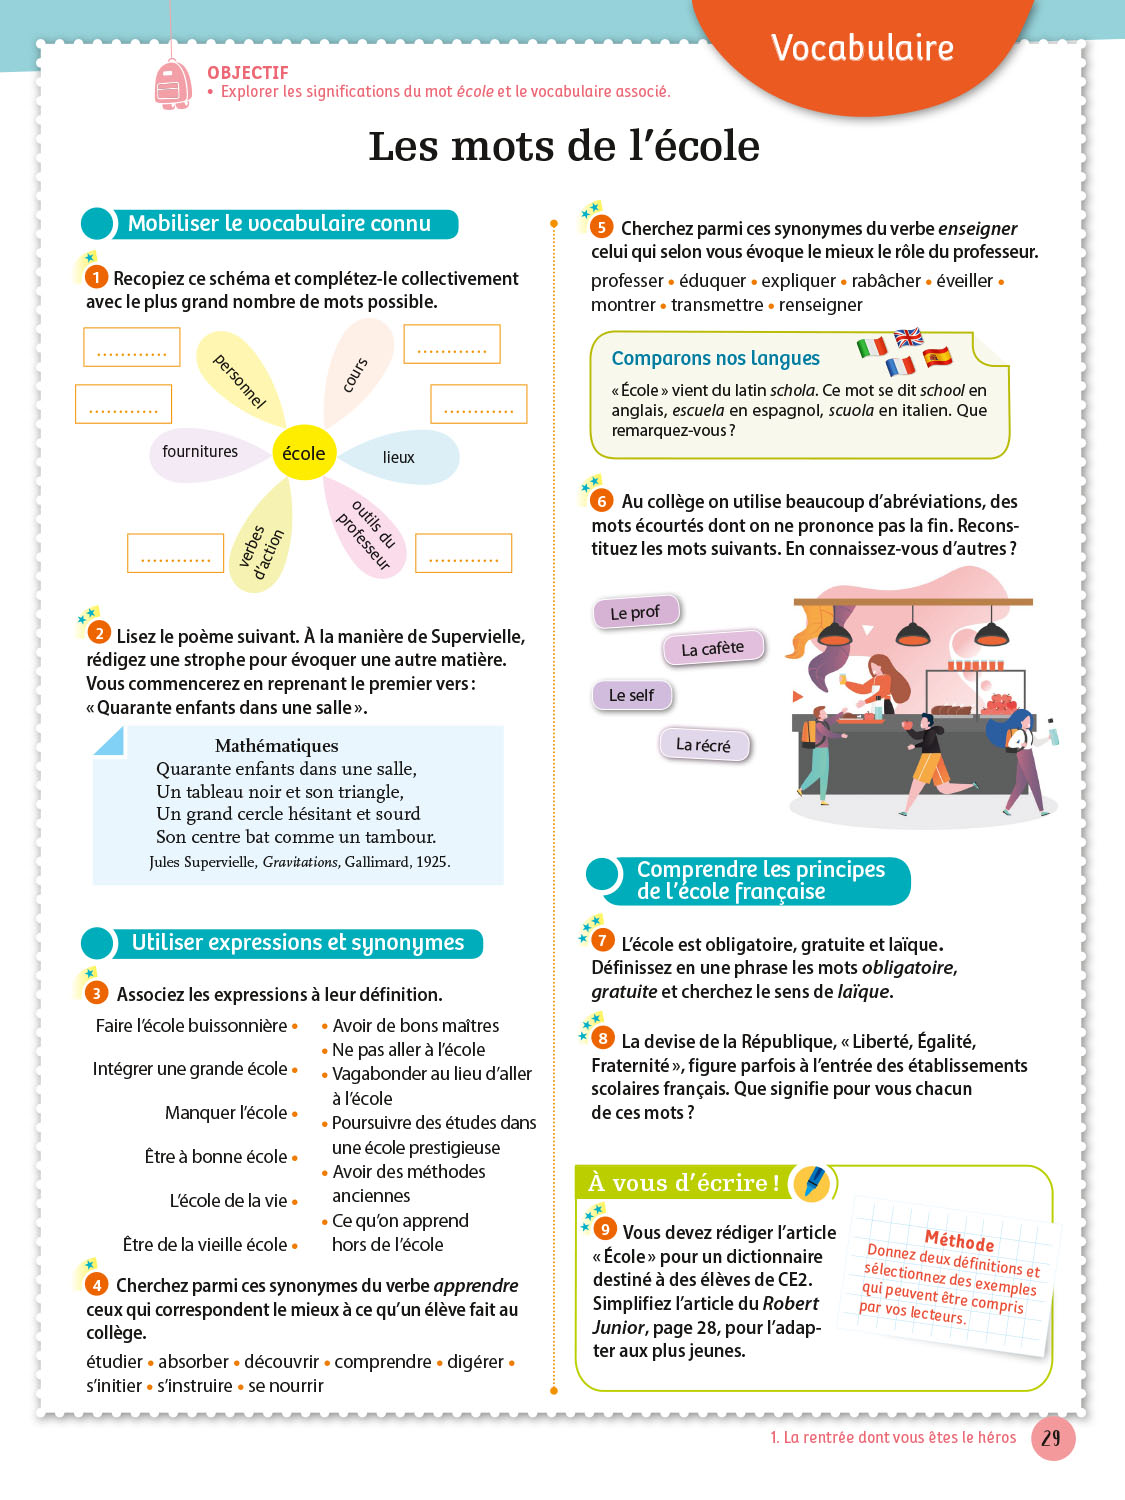 Vocabulaire
OBJECTIF
• Explorer les significations du mot école et le vocabulaire associé.
Les mots de l’école
Mobiliser le vocabulaire connu
1 Recopiez ce schéma et complétez-le collectivement
avec le plus grand nombre de mots possible.
............
............
............
............
personnel
cours
fournitures
école
lieux
verbes
d’action
outils du
professeur
............
............
2 Lisez le poème suivant. À la manière de Supervielle,
rédigez une strophe pour évoquer une autre matière.
Vous commencerez en reprenant le premier vers :
« Quarante enfants dans une salle ».
Mathématiques
Quarante enfants dans une salle,
Un tableau noir et son triangle,
Un grand cercle hésitant et sourd
Son centre bat comme un tambour.
Jules Supervielle, Gravitations, Gallimard, 1925.
Utiliser expressions et synonymes
3 Associez les expressions à leur définition.
Faire l’école buissonnière •
Intégrer une grande école •
Manquer l’école •
Être à bonne école •
L’école de la vie •
Être de la vieille école •
• Avoir de bons maîtres
• Ne pas aller à l’école
• Vagabonder au lieu d’aller
à l’école
• Poursuivre des études dans
une école prestigieuse
• Avoir des méthodes
anciennes
• Ce qu’on apprend
hors de l’école
4 Cherchez parmi ces synonymes du verbe apprendre
ceux qui correspondent le mieux à ce qu’un élève fait au
collège.
étudier • absorber • découvrir • comprendre • digérer •
s’initier • s’instruire • se nourrir
5 Cherchez parmi ces synonymes du verbe enseigner
celui qui selon vous évoque le mieux le rôle du professeur.
professer • éduquer • expliquer • rabâcher • éveiller •
montrer • transmettre • renseigner
Comparons nos langues
« École » vient du latin schola. Ce mot se dit school en
anglais, escuela en espagnol, scuola en italien. Que
remarquez-vous ?
6 Au collège on utilise beaucoup d’abréviations, des
mots écourtés dont on ne prononce pas la fin. Recons-
tituez les mots suivants. En connaissez-vous d’autres ?
Le prof
La cafète
Le self
La récré
Comprendre les principes
de l’école française
7 L’école est obligatoire, gratuite et laïque.
Définissez en une phrase les mots obligatoire,
gratuite et cherchez le sens de laïque.
8 La devise de la République, « Liberté, Égalité,
Fraternité », figure parfois à l’entrée des établissements
scolaires français. Que signifie pour vous chacun
de ces mots ?
À vous d’écrire !
9 Vous devez rédiger l’article
« École » pour un dictionnaire
destiné à des élèves de CE2.
Simplifiez l’article du Robert
Junior, page 28, pour l’adap-
ter aux plus jeunes.
Méthode
Donnez deux définitions et
sélectionnez des exemples
qui peuvent être compris
par vos lecteurs.
1. La rentrée dont vous êtes le héros
29